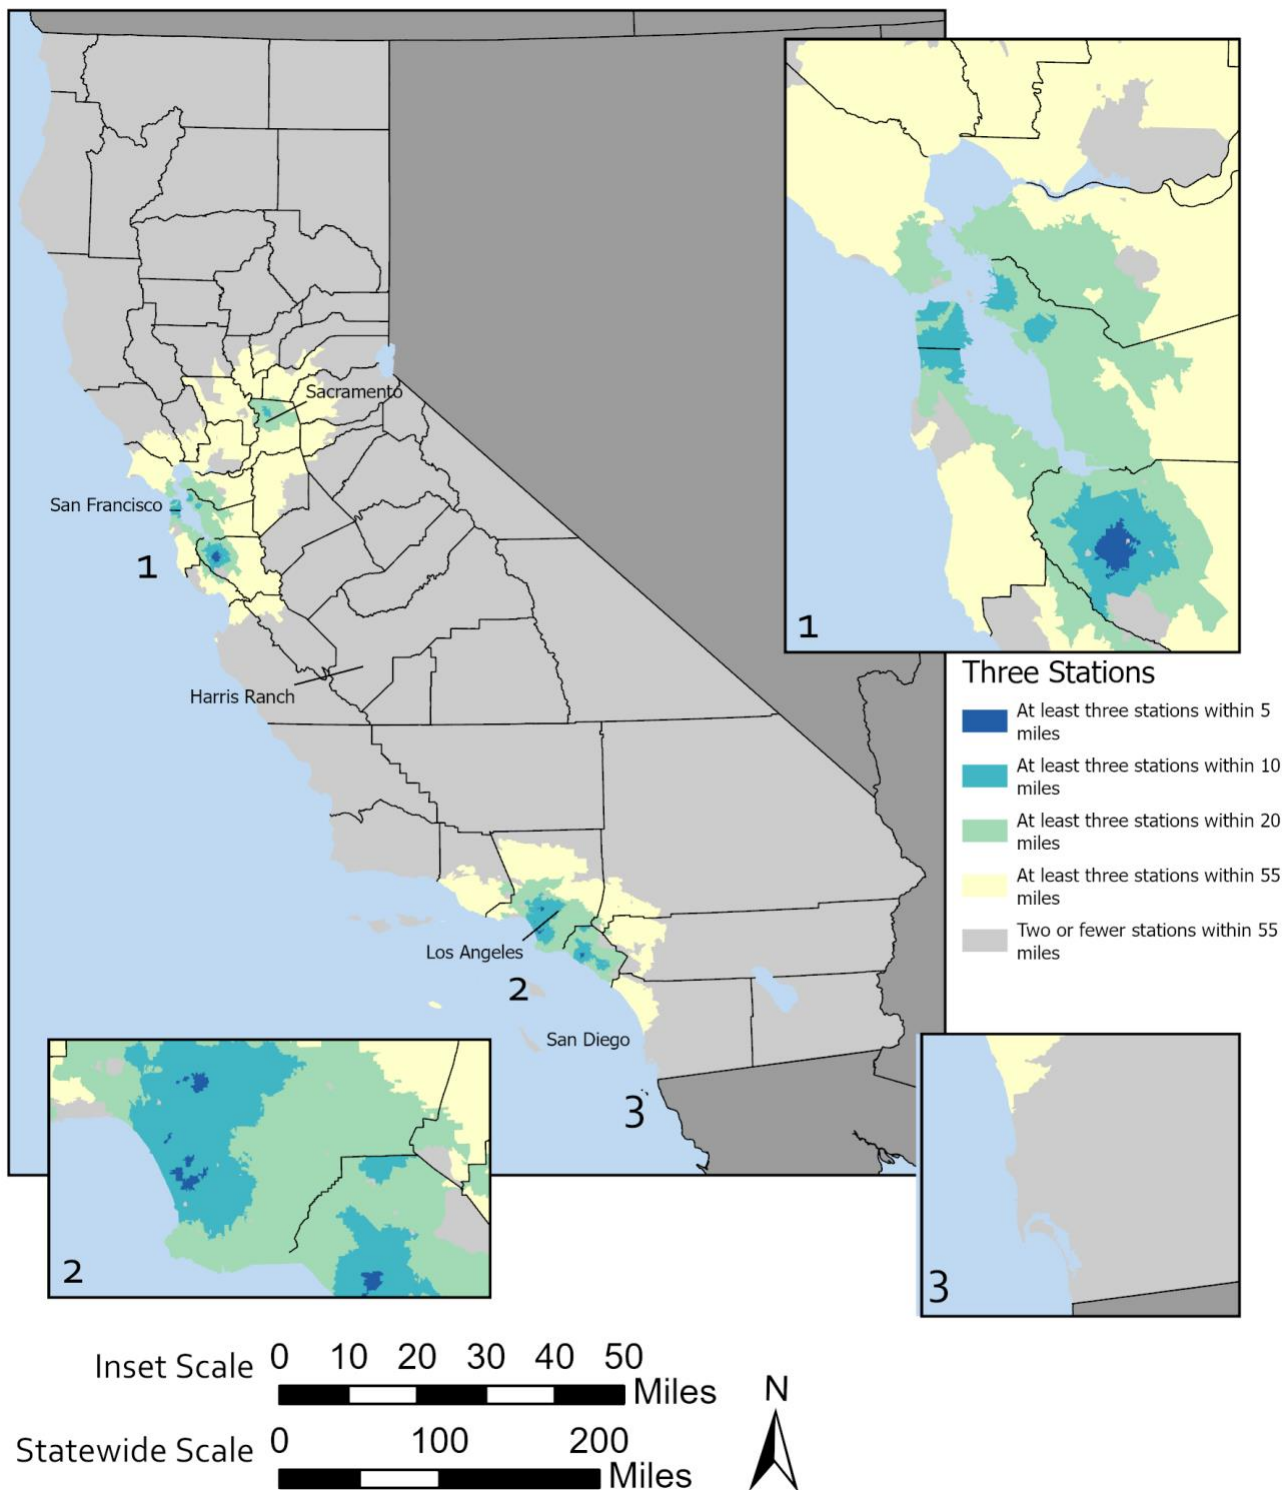 Sacramento
San Francisco
1
Harris Ranch
Los Angeles
2
San Diego
3
1
Three Stations
At least three stations within 5
miles
At least three stations within 10
miles
At least three stations within 20
miles
At least three stations within 55
miles
Two or fewer stations within 55
miles
2
3
Inset Scale 0 10 20 30 40 50
Miles
Statewide Scale 0 100 200
Miles
N